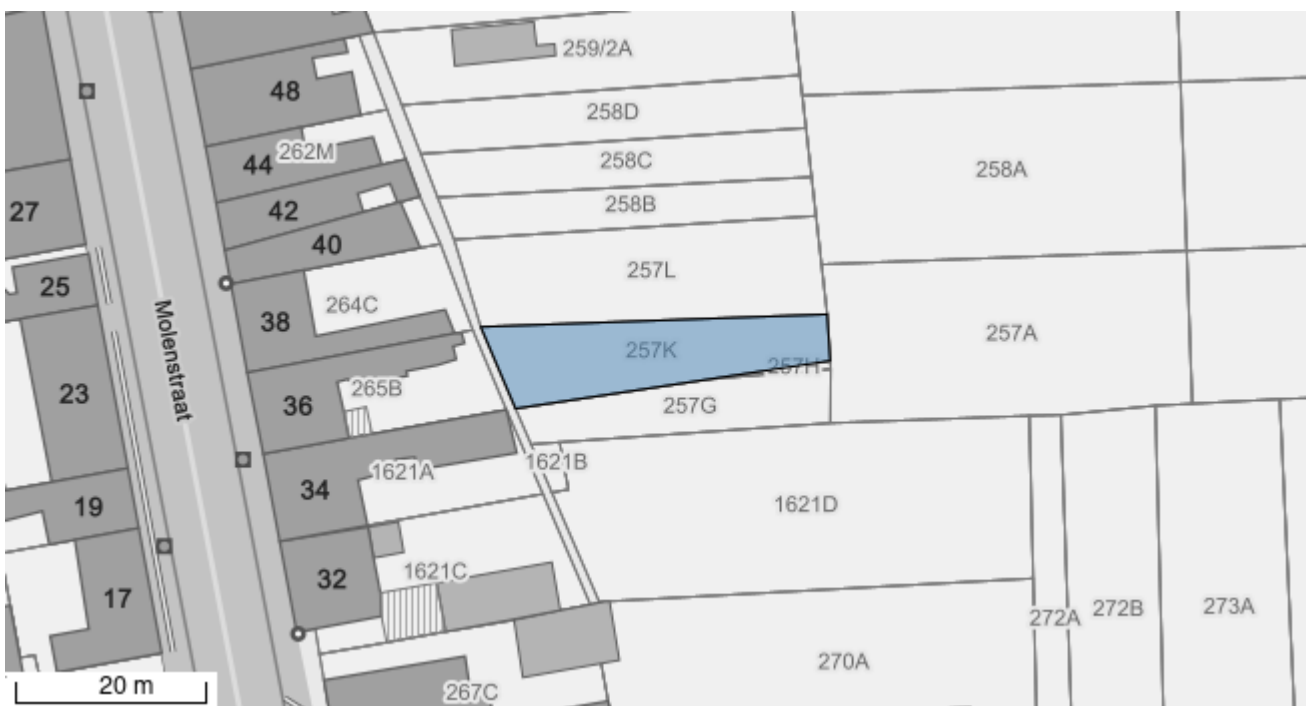 259/2A
48
258D
44
262M
258C
258A
27
42
258B
40
257L
25
264C
38
Molenstraat
257K
257A
257H
23
265B
36
257G
1621B
1621A
34
1621D
19
1621C
32
17
272A
272B
273A
270A
20 m
267C